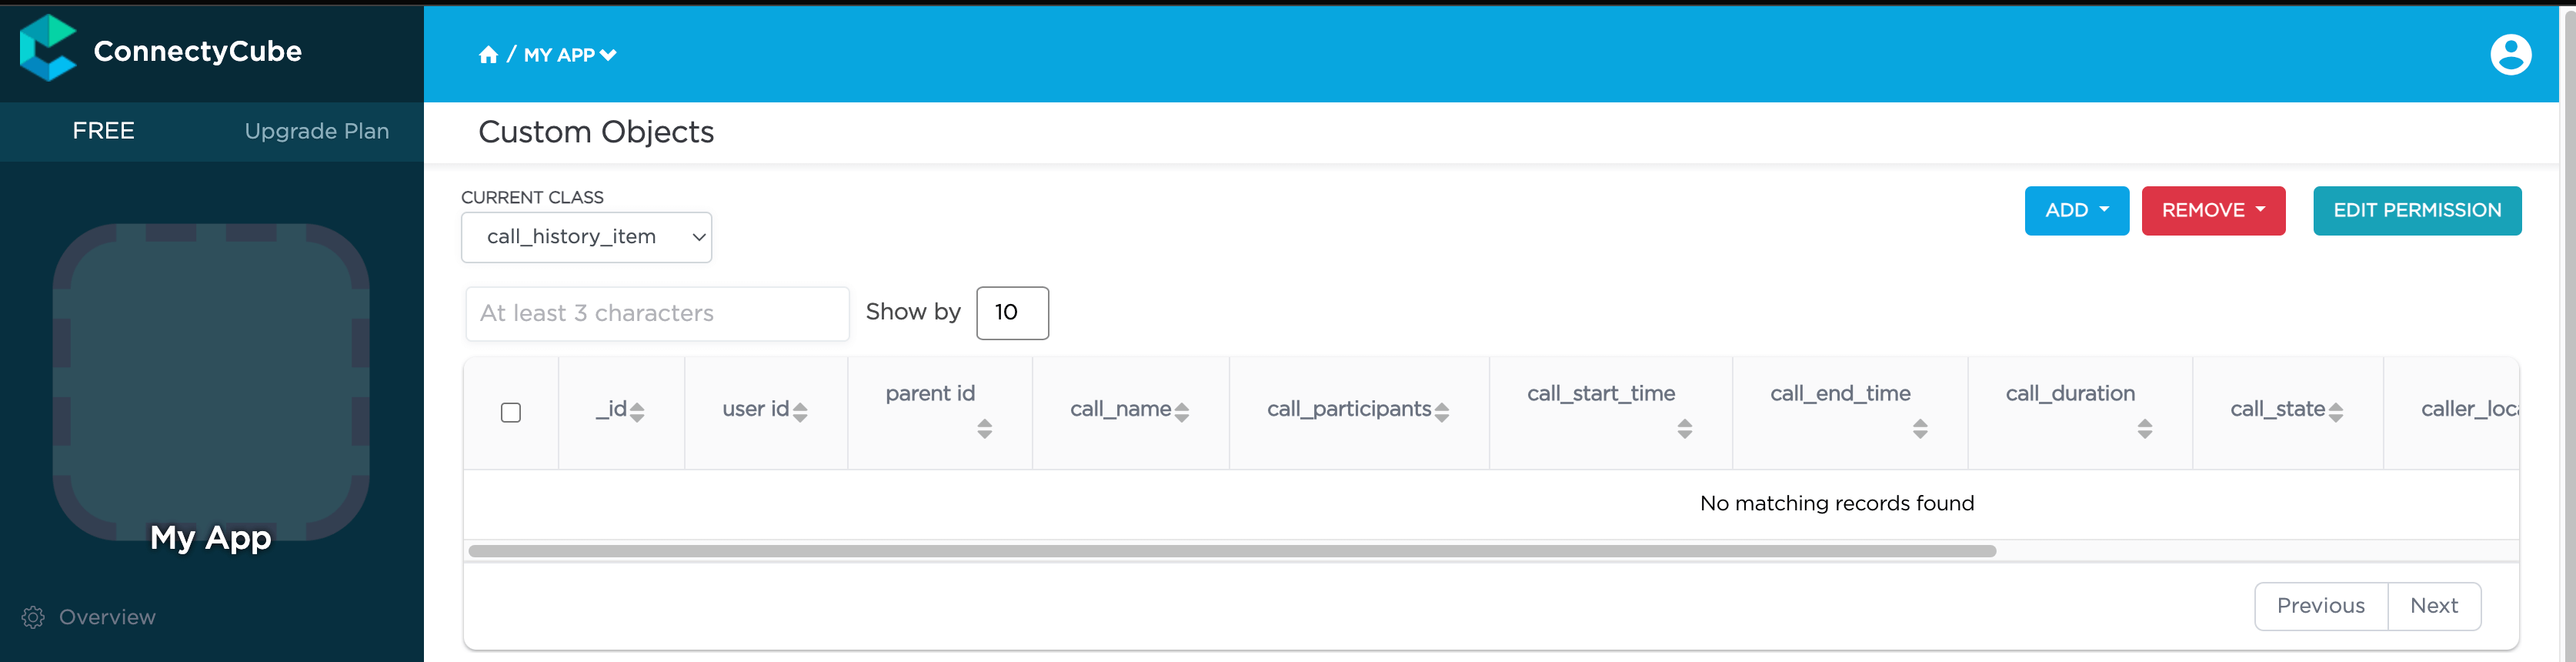 ConnectyCube
/ MY APP
FREE
Upgrade Plan
Custom Objects
CURRENT CLASS
call_history_item
ADD
REMOVE
EDIT PERMISSION
At least 3 characters
Show by
10
_id
user id
parent id
call_name
call_participants
call_start_time
call_end_time
call_duration
call_state
caller_loc
No matching records found
My App
Previous
Next
Overview